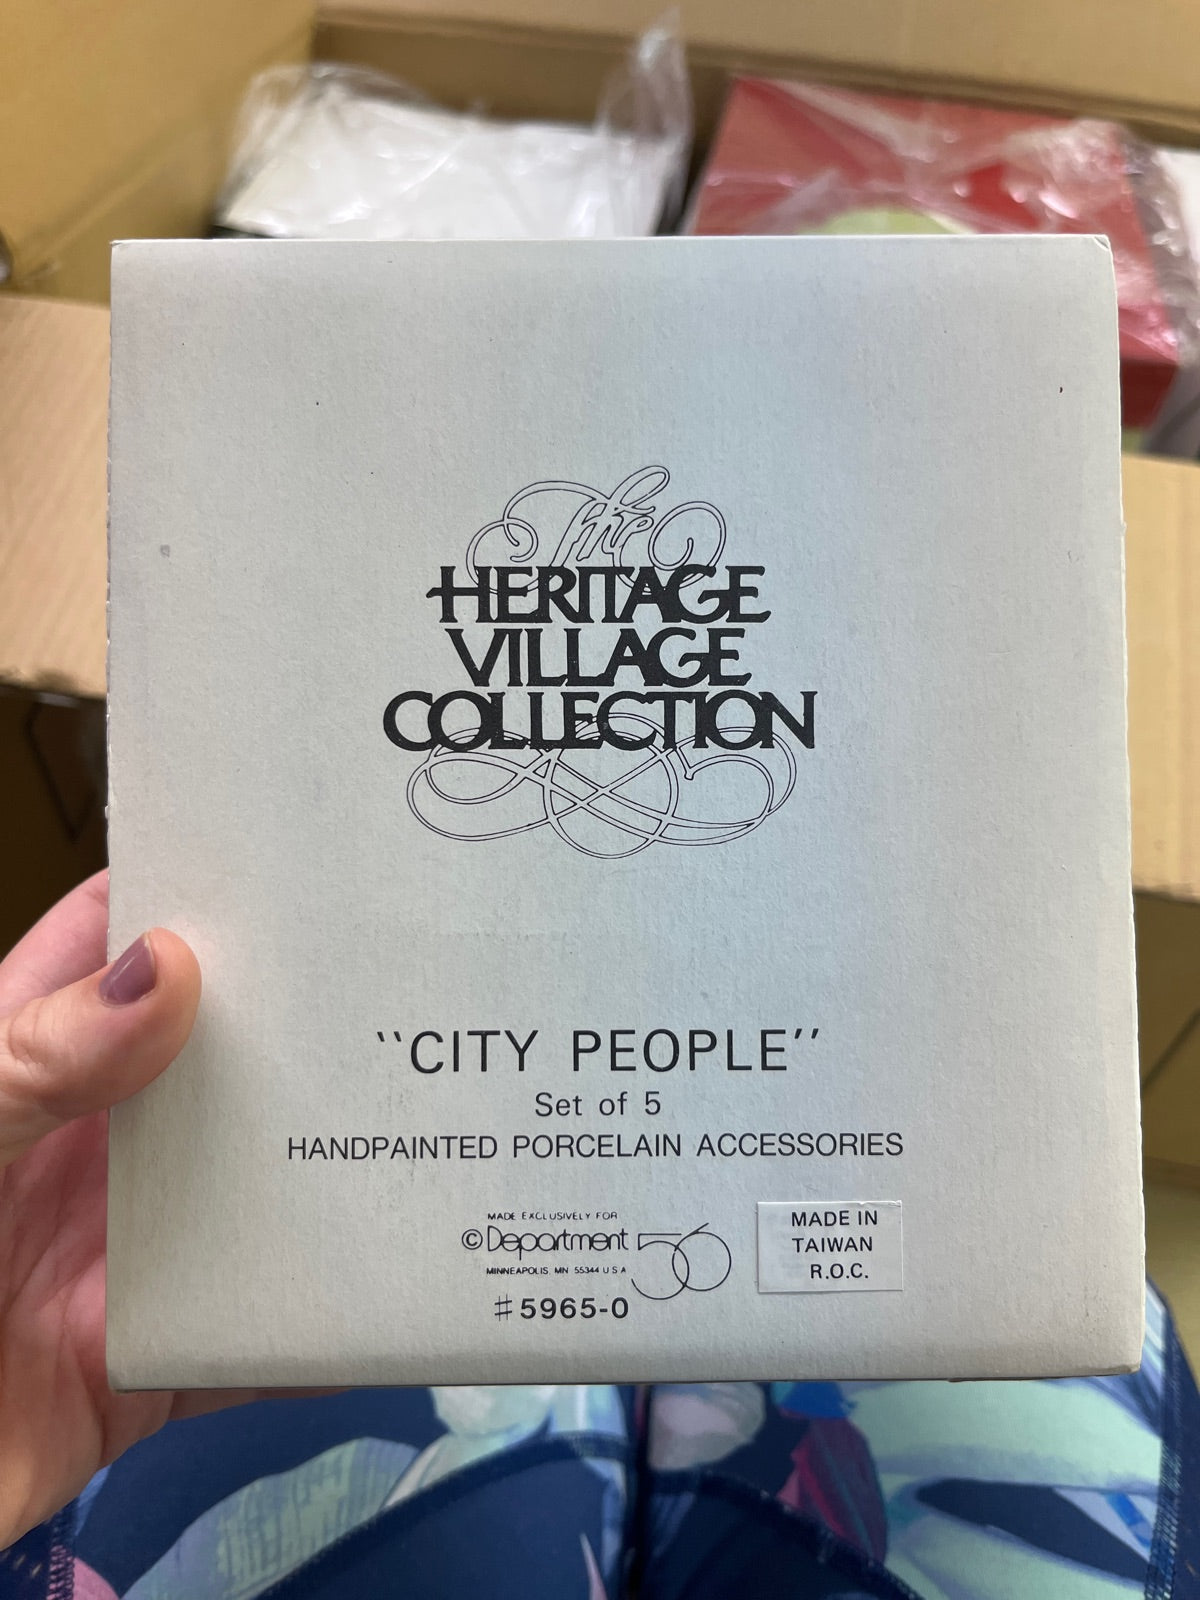 The
HERITAGE
VILLAGE
COLLECTION
"CITY PEOPLE"
Set of 5
HANDPAINTED PORCELAIN ACCESSORIES
MADE EXCLUSIVELY FOR
© Department 56
MINNEAPOLIS, MN 55344 U S A
#5965-0
MADE IN
TAIWAN
R.O.C.